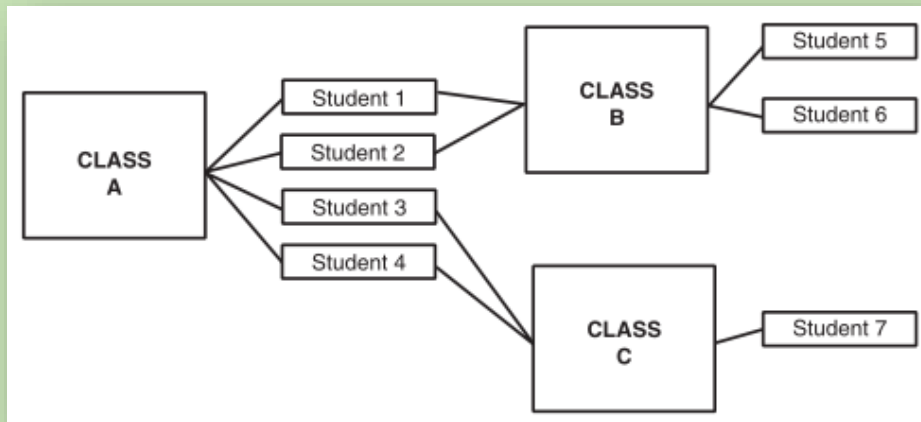 CLASS
A
Student 1
Student 2
Student 3
Student 4
CLASS
B
Student 5
Student 6
CLASS
C
Student 7